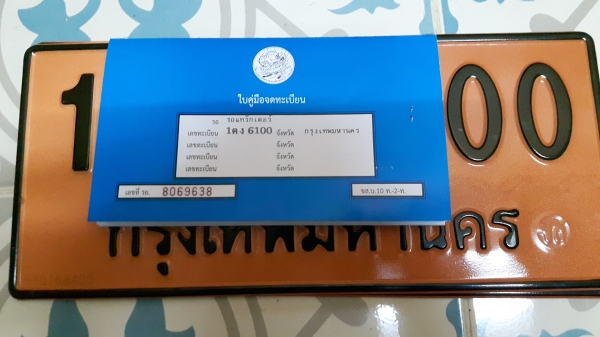 ใบคู่มือจดทะเบียน
รถ รถแทรกเตอร์
เลขทะเบียน 1ตง 6100 จังหวัด กรุงเทพมหานคร
เลขทะเบียน จังหวัด
เลขทะเบียน จังหวัด
เลขทะเบียน จังหวัด
เลขที่ รถ. 8069638
ขส.บ.10 ท.-2-ท.
1 00
กรุงเทพมหานคร